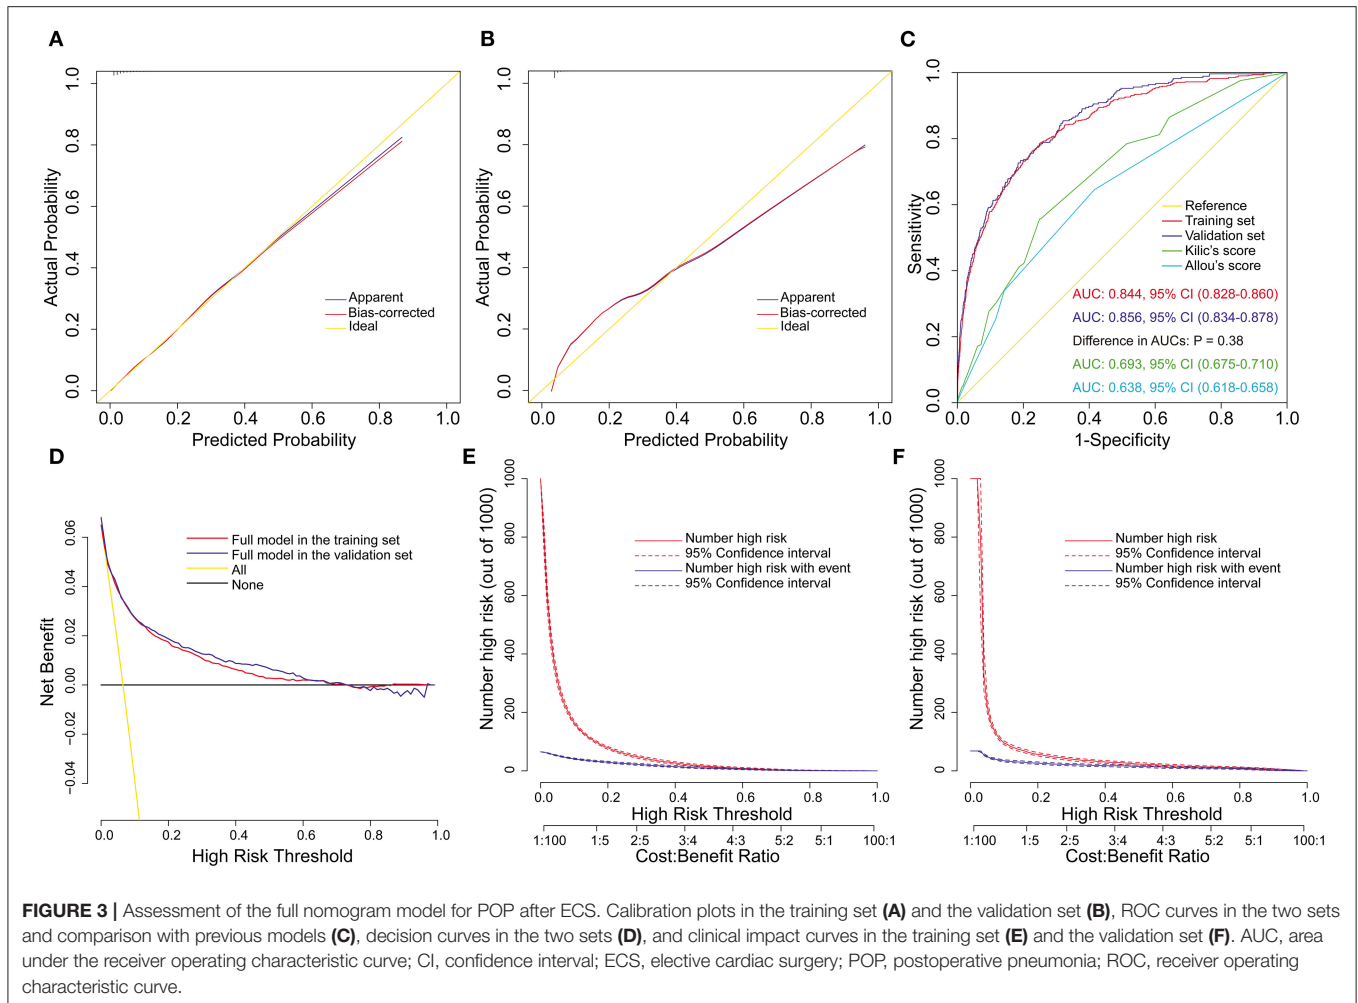 A
Actual Probability
1.0
0.8
0.6
0.4
0.2
0.0
Apparent
Bias-corrected
Ideal
0.0 0.2 0.4 0.6 0.8 1.0
Predicted Probability
B
Actual Probability
1.0
0.8
0.6
0.4
0.2
0.0
Apparent
Bias-corrected
Ideal
0.0 0.2 0.4 0.6 0.8 1.0
Predicted Probability
C
Sensitivity
1.0
0.8
0.6
0.4
0.2
0.0
Reference
Training set
Validation set
Kilic's score
Allou's score
AUC: 0.844, 95% CI (0.828-0.860)
AUC: 0.856, 95% CI (0.834-0.878)
Difference in AUCs: P = 0.38
AUC: 0.693, 95% CI (0.675-0.710)
AUC: 0.638, 95% CI (0.618-0.658)
0.0 0.2 0.4 0.6 0.8 1.0
1-Specificity
D
Net Benefit
0.06
0.04
0.02
0.00
−0.02
−0.04
Full model in the training set
Full model in the validation set
All
None
0.0 0.2 0.4 0.6 0.8 1.0
High Risk Threshold
E
Number high risk (out of 1000)
1000
800
600
400
200
0
Number high risk
95% Confidence interval
Number high risk with event
95% Confidence interval
0.0 0.2 0.4 0.6 0.8 1.0
High Risk Threshold
1:100 1:5 2:5 3:4 4:3 5:2 5:1 100:1
Cost:Benefit Ratio
F
Number high risk (out of 1000)
1000
800
600
400
200
0
Number high risk
95% Confidence interval
Number high risk with event
95% Confidence interval
0.0 0.2 0.4 0.6 0.8 1.0
High Risk Threshold
1:100 1:5 2:5 3:4 4:3 5:2 5:1 100:1
Cost:Benefit Ratio
FIGURE 3 | Assessment of the full nomogram model for POP after ECS. Calibration plots in the training set (A) and the validation set (B), ROC curves in the two sets
and comparison with previous models (C), decision curves in the two sets (D), and clinical impact curves in the training set (E) and the validation set (F). AUC, area
under the receiver operating characteristic curve; CI, confidence interval; ECS, elective cardiac surgery; POP, postoperative pneumonia; ROC, receiver operating
characteristic curve.